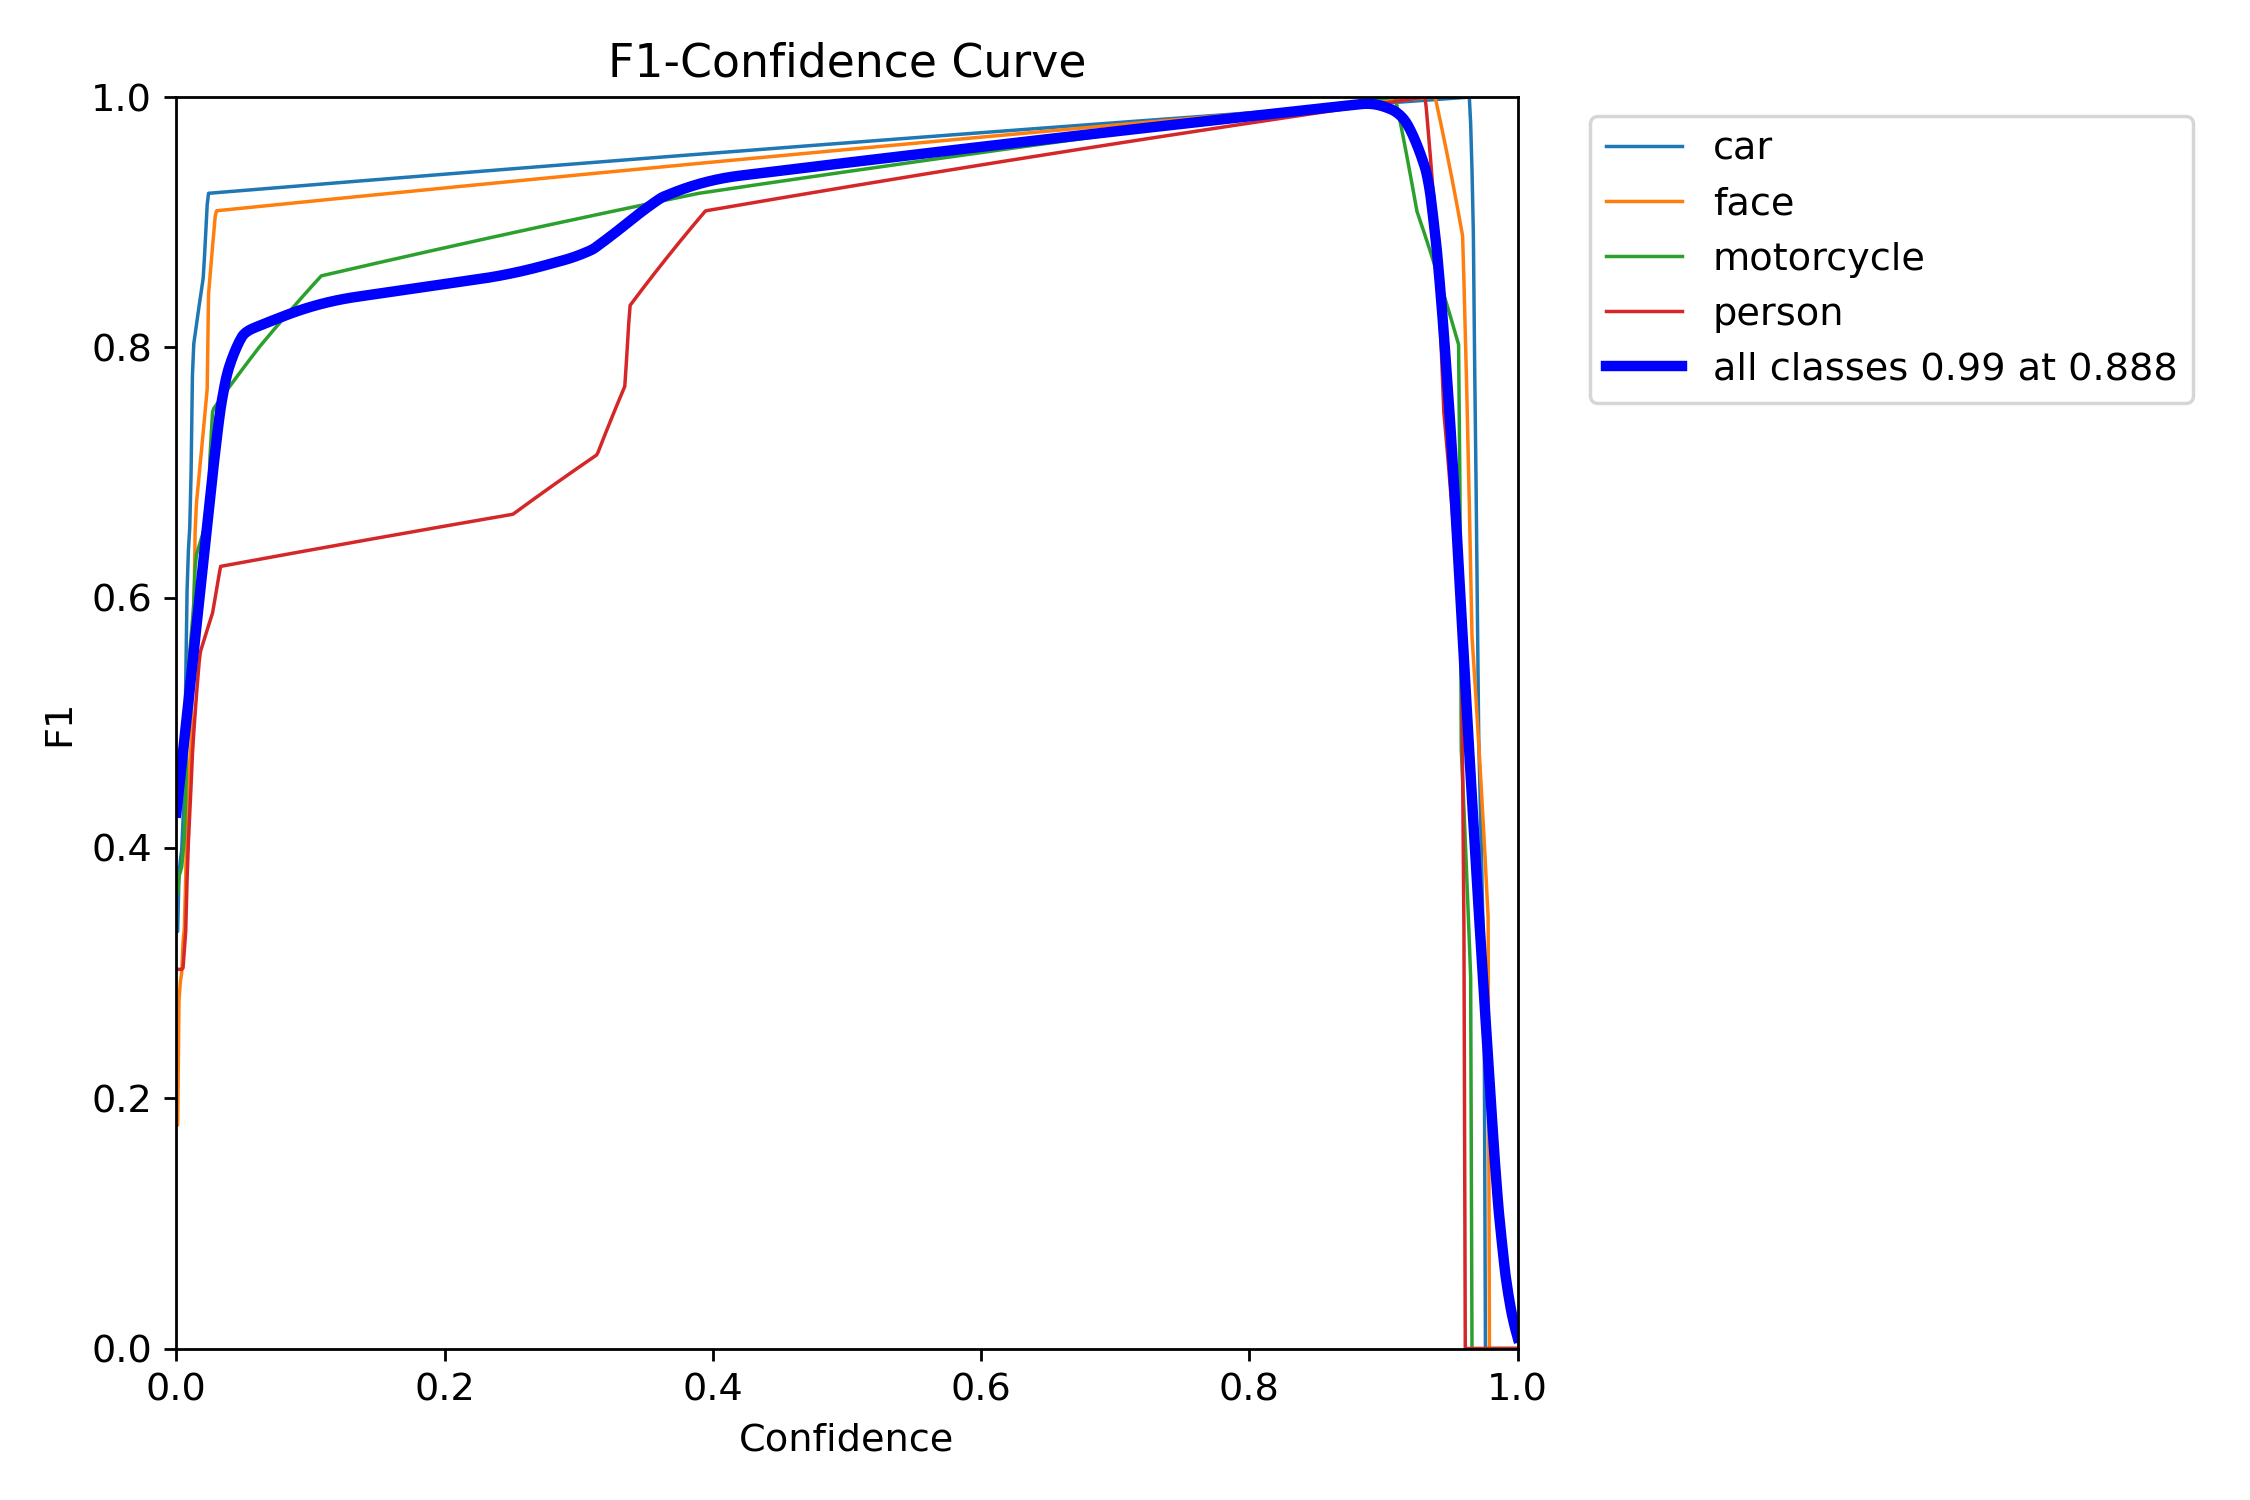 F1-Confidence Curve
1.0
0.8
0.6
0.4
0.2
0.0
F1
0.0 0.2 0.4 0.6 0.8 1.0
Confidence
car
face
motorcycle
person
all classes 0.99 at 0.888